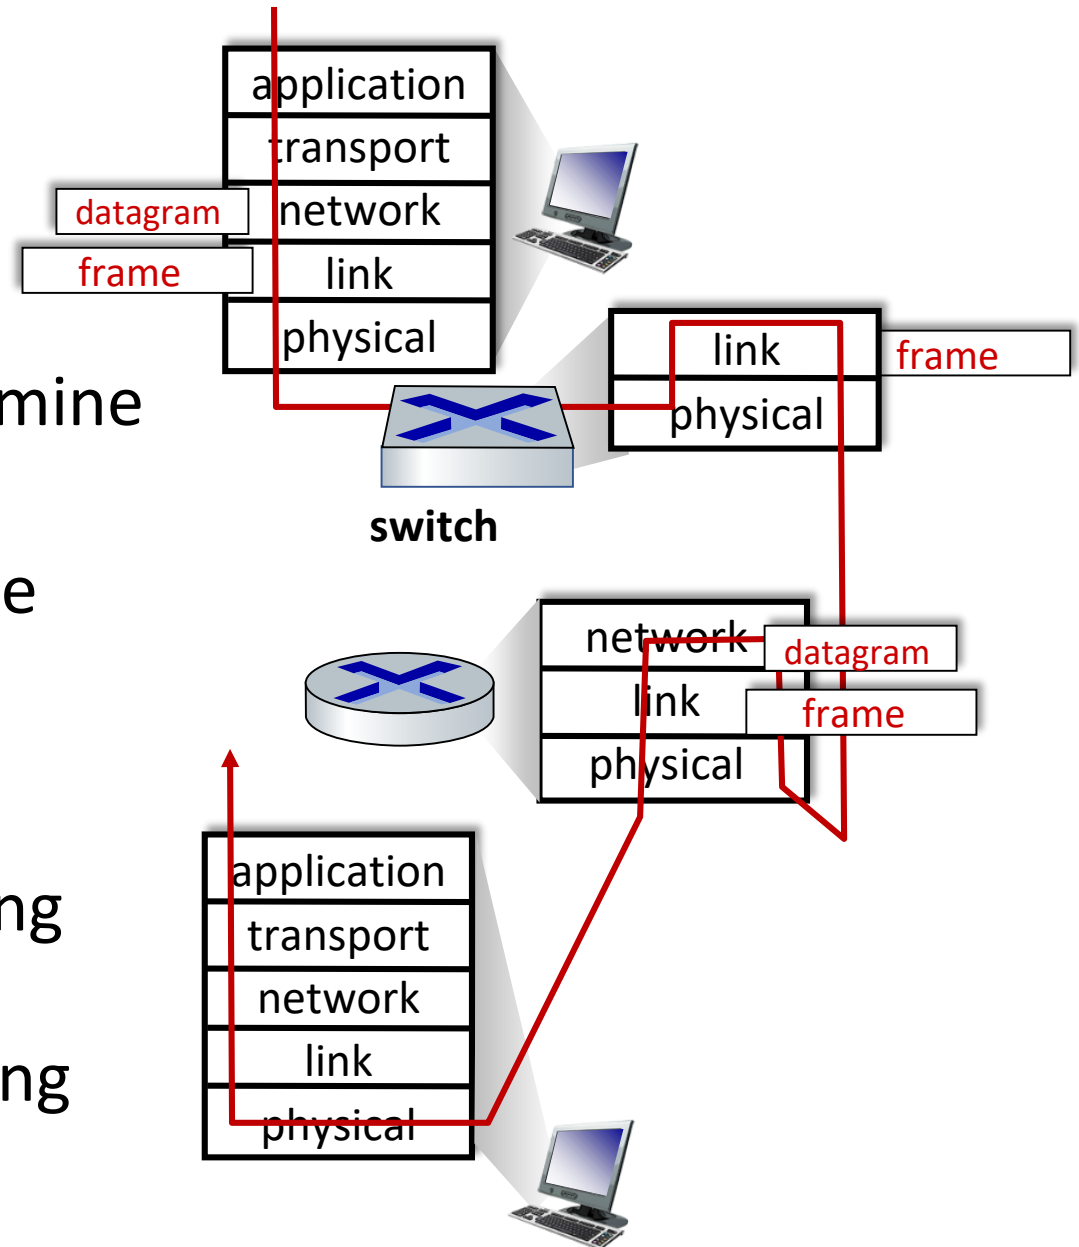 application
transport
datagram network
frame link
physical
link frame
mine
physical
switch
e
network datagram
link frame
physical
application
ng
transport
network
link
ng
physical